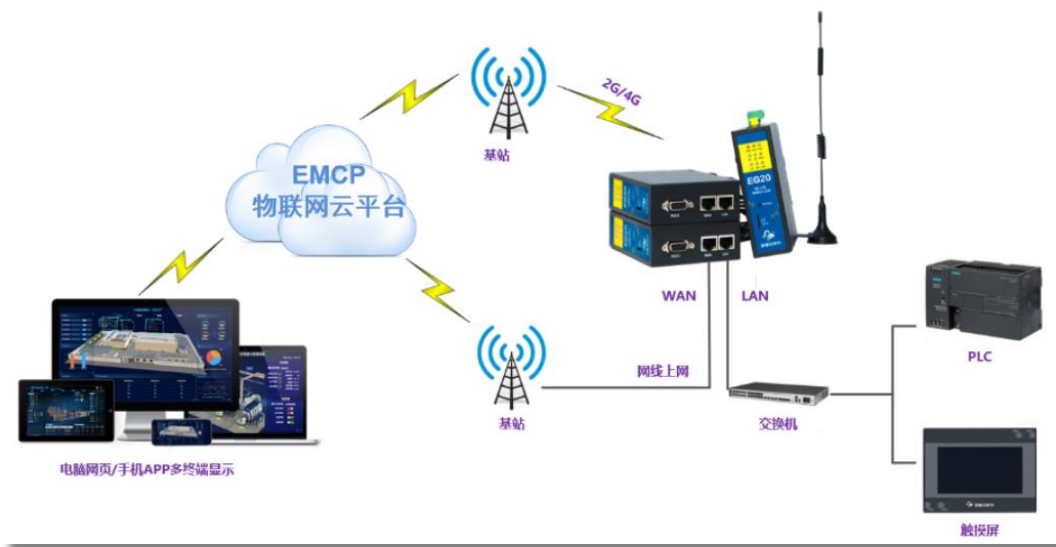 2G/4G
基站
EMCP
物联网云平台
EG20
WAN
LAN
PLC
网线上网
基站
交换机
电脑网页/手机APP多终端显示
触摸屏